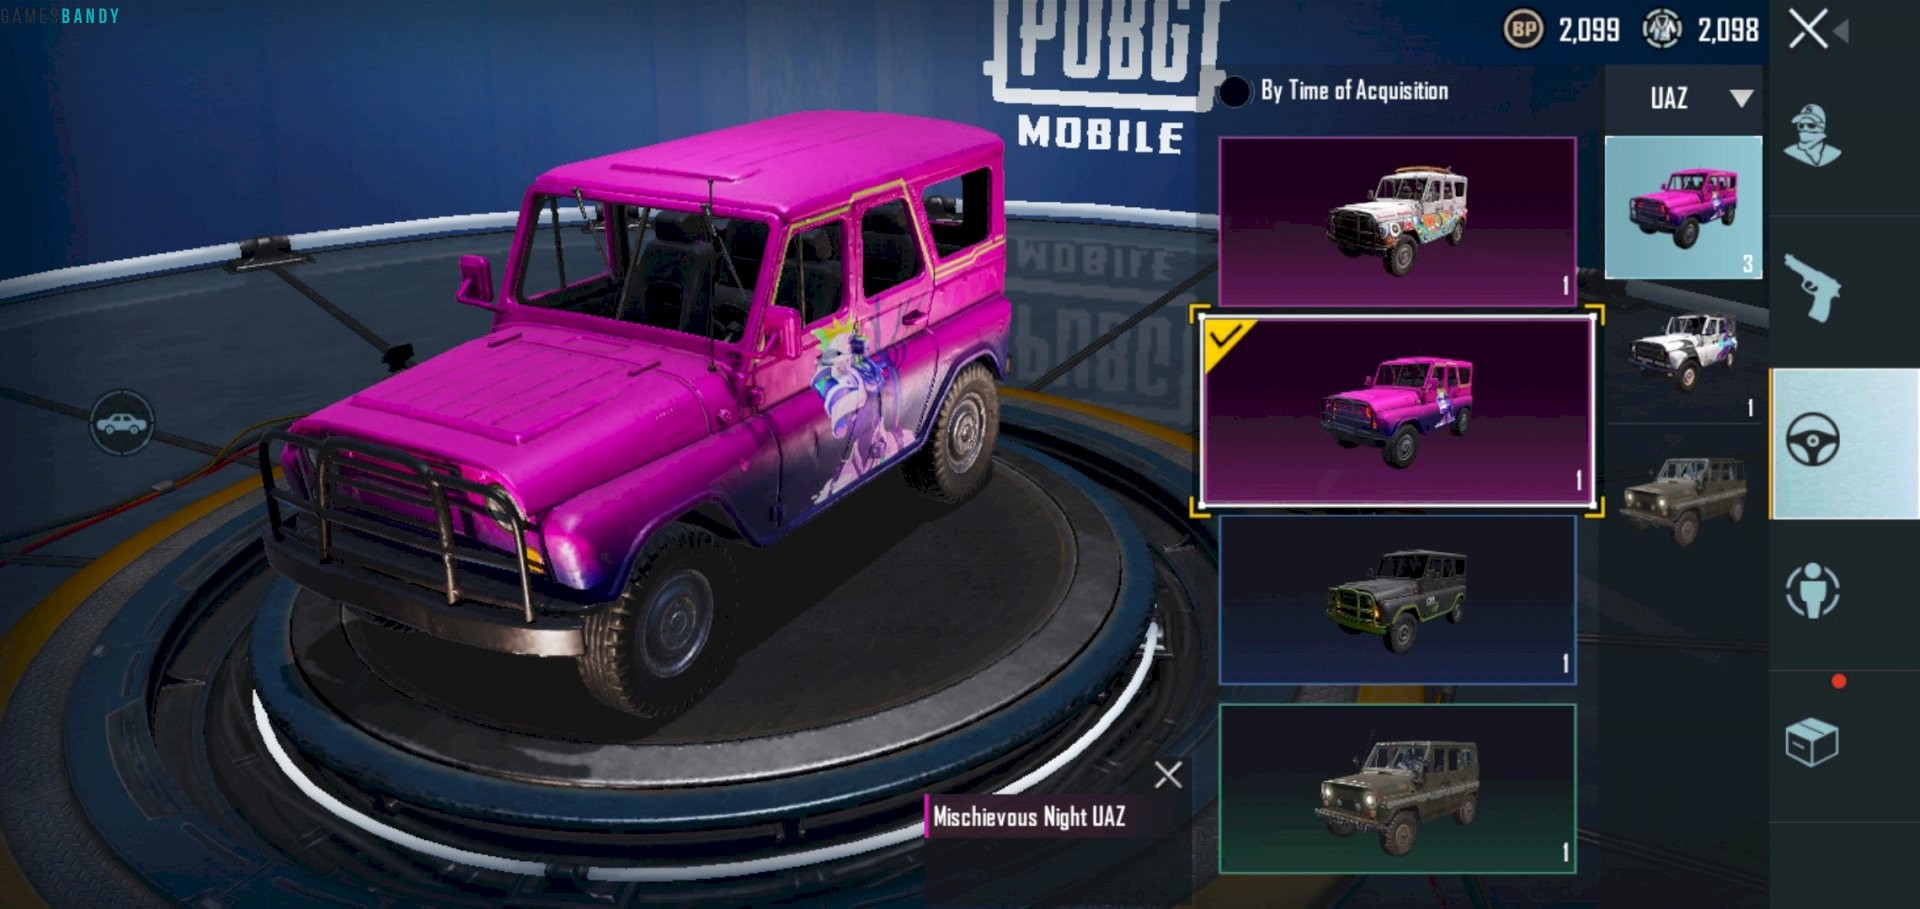 GAMESBANDY
PUBG
MOBILE
2,099
2,098
BP
By Time of Acquisition
UAZ
1
3
1
1
1
1
Mischievous Night UAZ